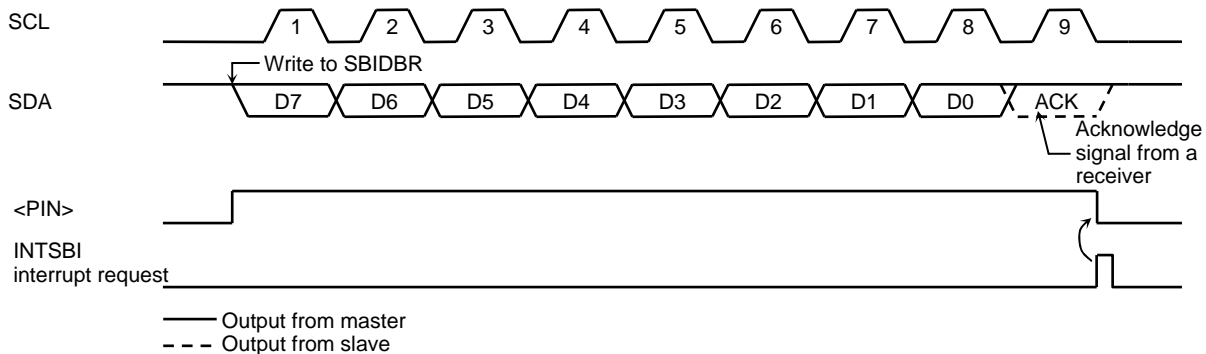 SCL
1 2 3 4 5 6 7 8 9
Write to SBIDBR
SDA
D7 D6 D5 D4 D3 D2 D1 D0 ACK
Acknowledge
signal from a
receiver
<PIN>
INTSBI
interrupt request
Output from master
Output from slave